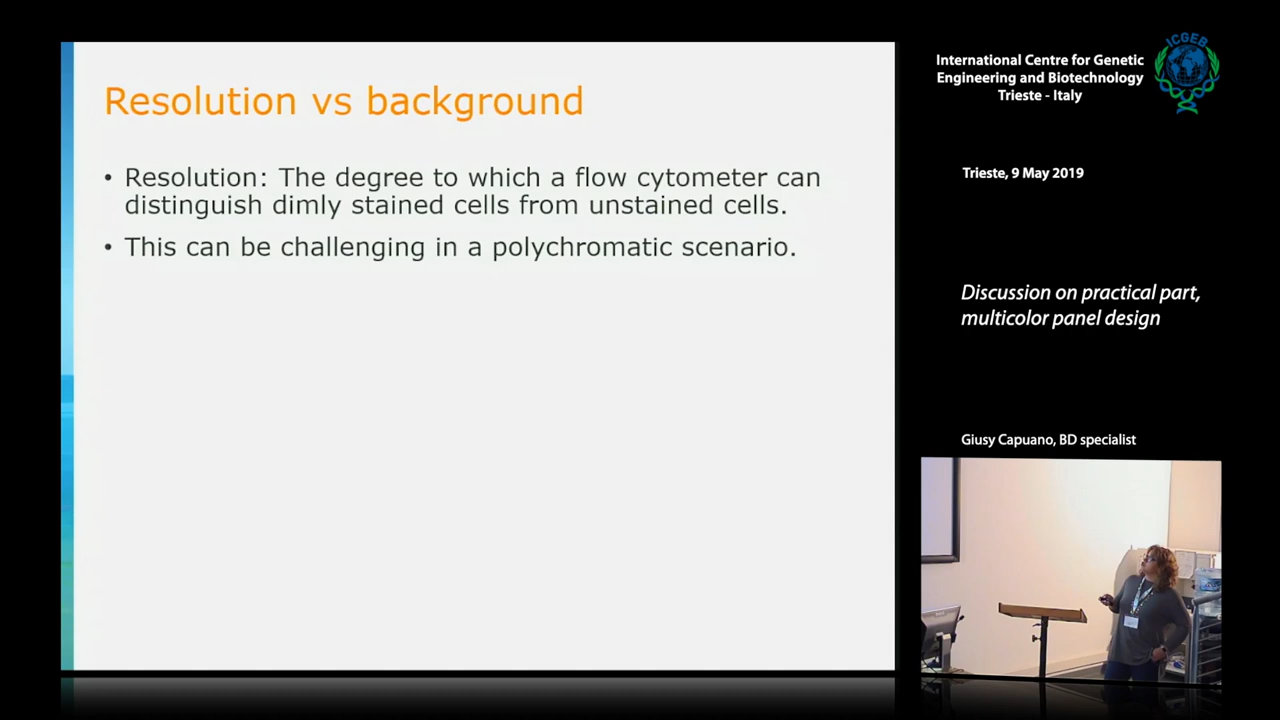 Resolution vs background
• Resolution: The degree to which a flow cytometer can
distinguish dimly stained cells from unstained cells.
• This can be challenging in a polychromatic scenario.
International Centre for Genetic
Engineering and Biotechnology
Trieste - Italy
ICGEB
Trieste, 9 May 2019
Discussion on practical part,
multicolor panel design
Giusy Capuano, BD specialist